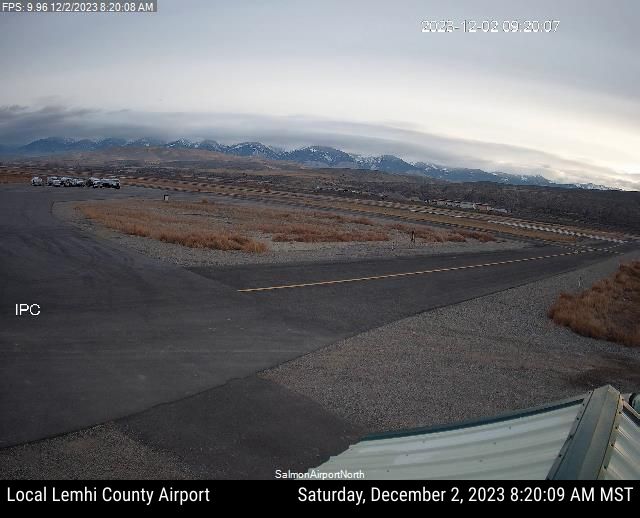 FPS: 9.96 12/2/2023 8:20:08 AM
2023-12-02 09:20:07
IPC
SalmonAirportNorth
Local Lemhi County Airport
Saturday, December 2, 2023 8:20:09 AM MST